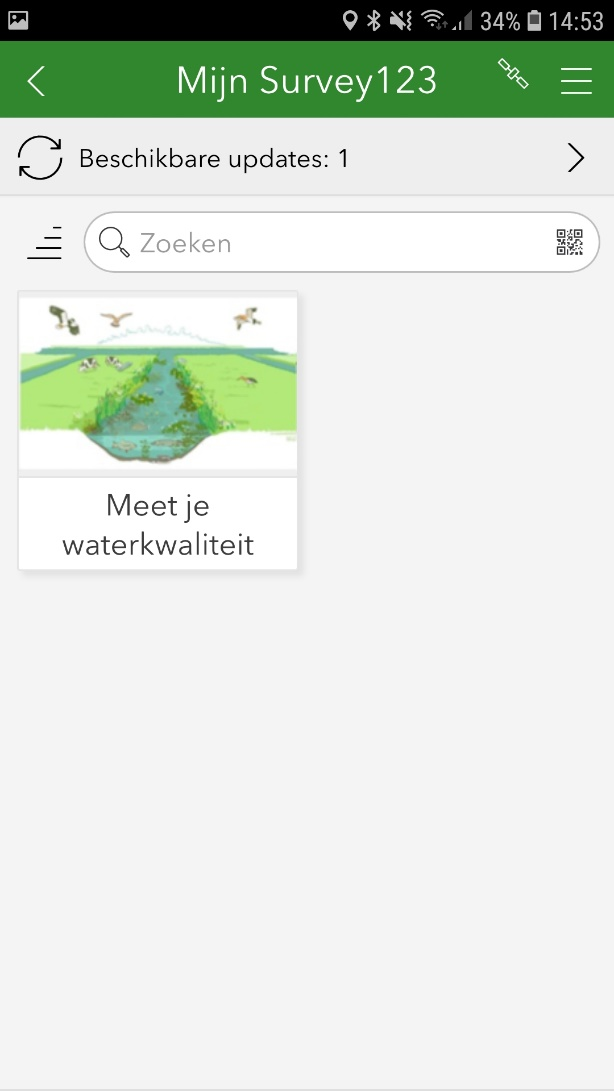 34% 14:53
Mijn Survey123
Beschikbare updates: 1
Zoeken
Meet je
waterkwaliteit